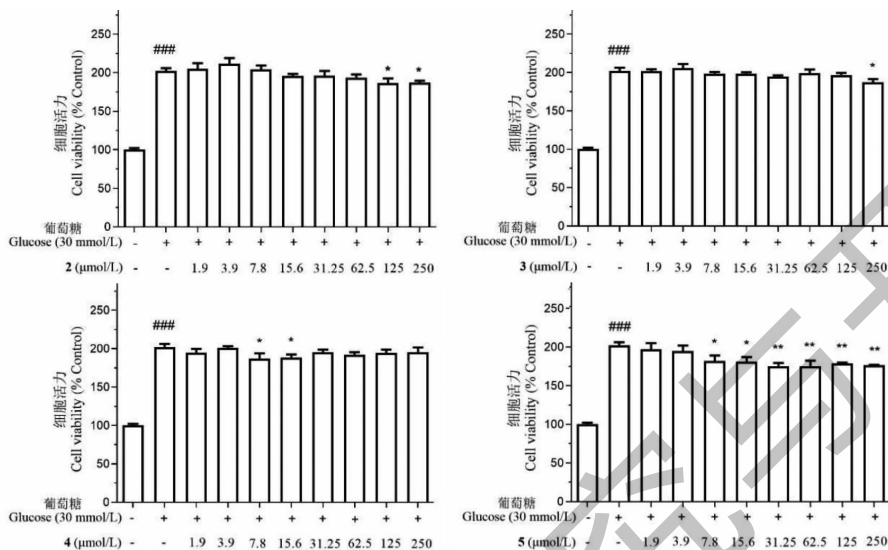 ###
* *
250
200
150
100
50
0
细胞活力
Cell viability (% Control)
葡萄糖
Glucose (30 mmol/L) - + + + + + + + + +
2 (μmol/L) - - 1.9 3.9 7.8 15.6 31.25 62.5 125 250
###
*
250
200
150
100
50
0
细胞活力
Cell viability (% Control)
葡萄糖
Glucose (30 mmol/L) - + + + + + + + + +
3 (μmol/L) - - 1.9 3.9 7.8 15.6 31.25 62.5 125 250
###
* *
250
200
150
100
50
0
细胞活力
Cell viability (% Control)
葡萄糖
Glucose (30 mmol/L) - + + + + + + + + +
4 (μmol/L) - - 1.9 3.9 7.8 15.6 31.25 62.5 125 250
###
* * ** ** ** **
250
200
150
100
50
0
细胞活力
Cell viability (% Control)
葡萄糖
Glucose (30 mmol/L) - + + + + + + + + +
5 (μmol/L) - - 1.9 3.9 7.8 15.6 31.25 62.5 125 250